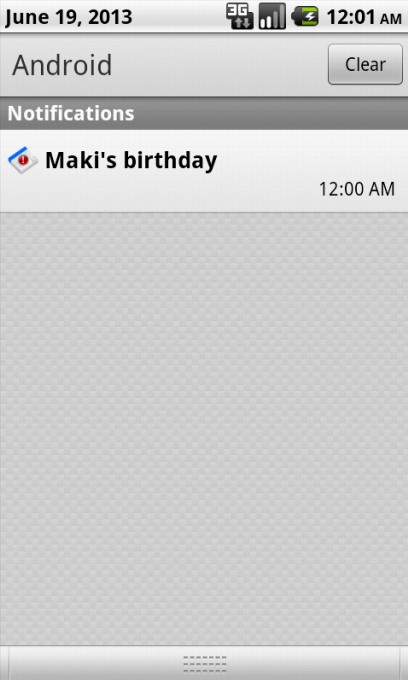 June 19, 2013 3G 12:01 AM
Android Clear
Notifications
Maki's birthday
12:00 AM